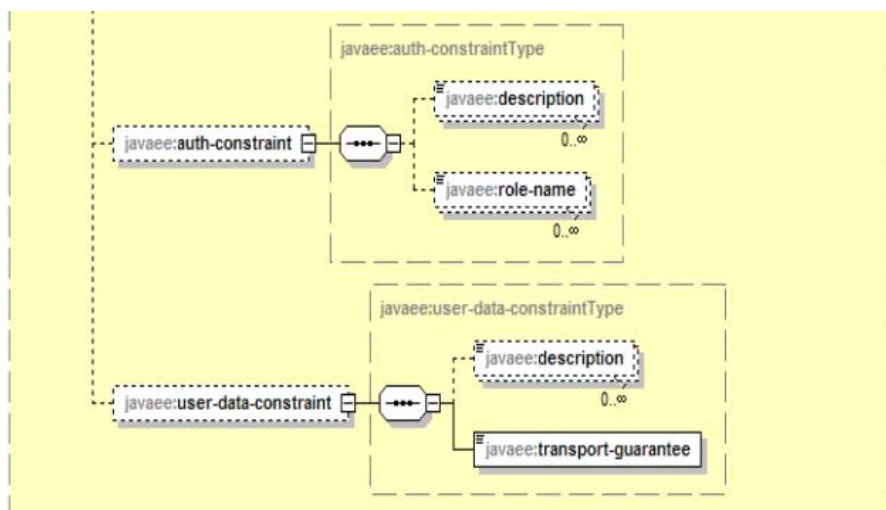 javaee:auth-constraintType
javaee:description
0..∞
javaee:auth-constraint
javaee:role-name
0..∞
javaee:user-data-constraintType
javaee:description
0..∞
javaee:user-data-constraint
javaee:transport-guarantee